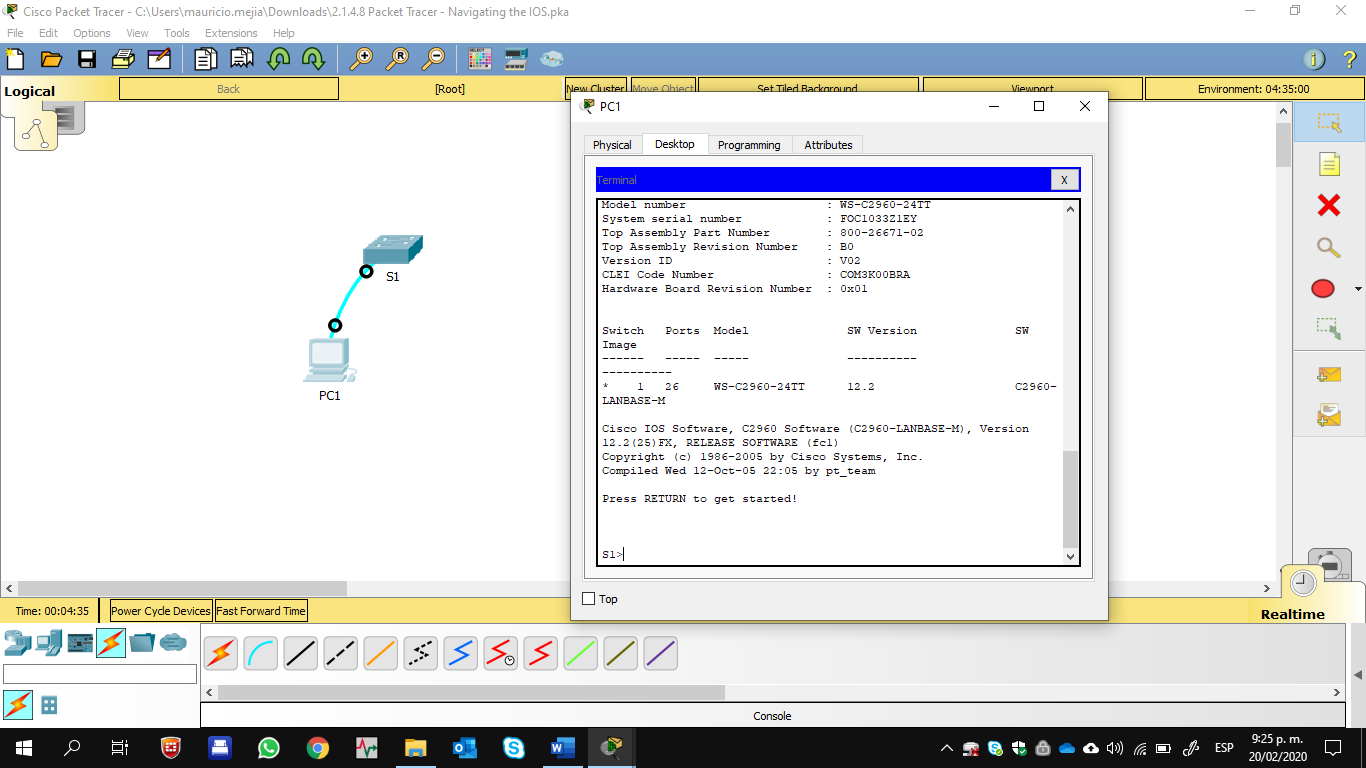 Cisco Packet Tracer - C:\Users\mauricio.mejia\Downloads\2.1.4.8 Packet Tracer - Navigating the IOS.pka
File Edit Options View Tools Extensions Help
Logical Back [Root] New Cluster Move Object Set Tiled Background Viewport Environment: 04:35:00
PC1
Physical Desktop Programming Attributes
Terminal X
Model number : WS-C2960-24TT
System serial number : FOC1033Z1EY
Top Assembly Part Number : 800-26671-02
Top Assembly Revision Number : B0
Version ID : V02
CLEI Code Number : COM3K00BRA
Hardware Board Revision Number : 0x01
Switch Ports Model SW Version SW
Image
------ ----- ----- ----------
----------
* 1 26 WS-C2960-24TT 12.2 C2960-
LANBASE-M
Cisco IOS Software, C2960 Software (C2960-LANBASE-M), Version
12.2(25)FX, RELEASE SOFTWARE (fc1)
Copyright (c) 1986-2005 by Cisco Systems, Inc.
Compiled Wed 12-Oct-05 22:05 by pt_team
Press RETURN to get started!
S1>
Top
S1
PC1
Time: 00:04:35 Power Cycle Devices Fast Forward Time Realtime
Console
ESP 9:25 p. m.
20/02/2020